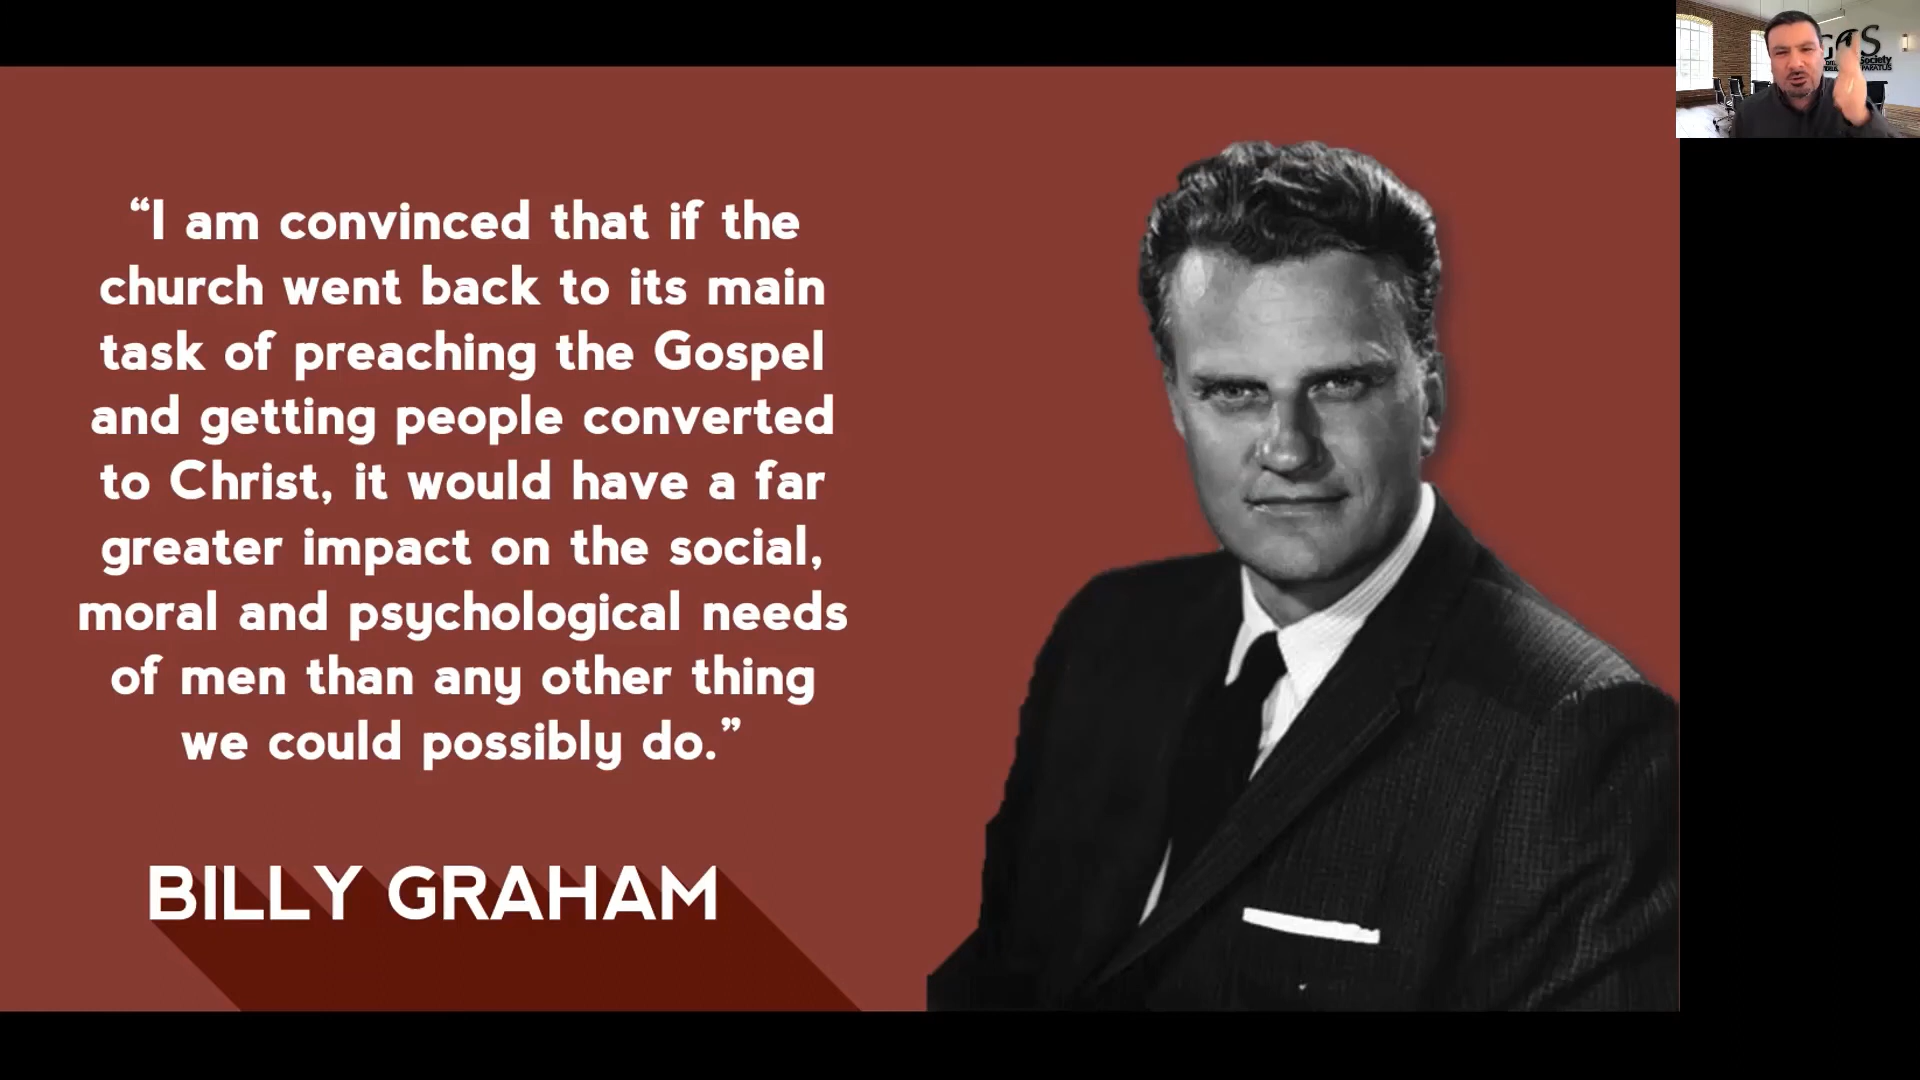 “I am convinced that if the
church went back to its main
task of preaching the Gospel
and getting people converted
to Christ, it would have a far
greater impact on the social,
moral and psychological needs
of men than any other thing
we could possibly do.”
BILLY GRAHAM
Society